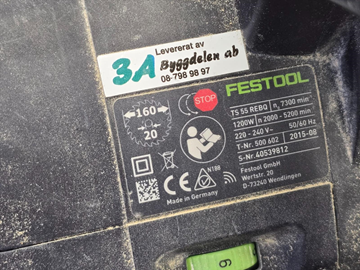 Levererat av
3A Byggdelen ab
08-798 98 97
FESTOOL
160
20
STOP
TS 55 REBQ n₀ 7300 min
1200W n 2000 - 5200 min
220 - 240 V~ 50/60 Hz
T-Nr. 500 602 2015-08
S-Nr. 40539812
N188
Festool GmbH
Wertstr. 20
D-73240 Wendlingen
Made in Germany
6